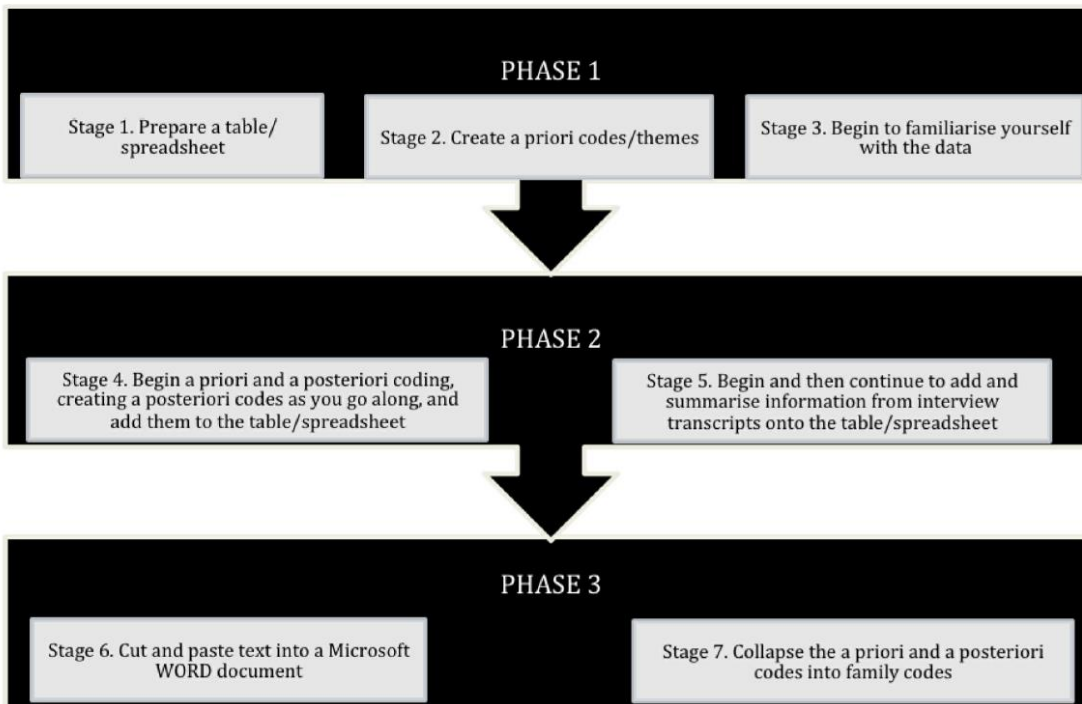 PHASE 1
Stage 1. Prepare a table/
spreadsheet
Stage 2. Create a priori codes/themes
Stage 3. Begin to familiarise yourself
with the data
PHASE 2
Stage 4. Begin a priori and a posteriori coding,
creating a posteriori codes as you go along, and
add them to the table/spreadsheet
Stage 5. Begin and then continue to add and
summarise information from interview
transcripts onto the table/spreadsheet
PHASE 3
Stage 6. Cut and paste text into a Microsoft
WORD document
Stage 7. Collapse the a priori and a posteriori
codes into family codes